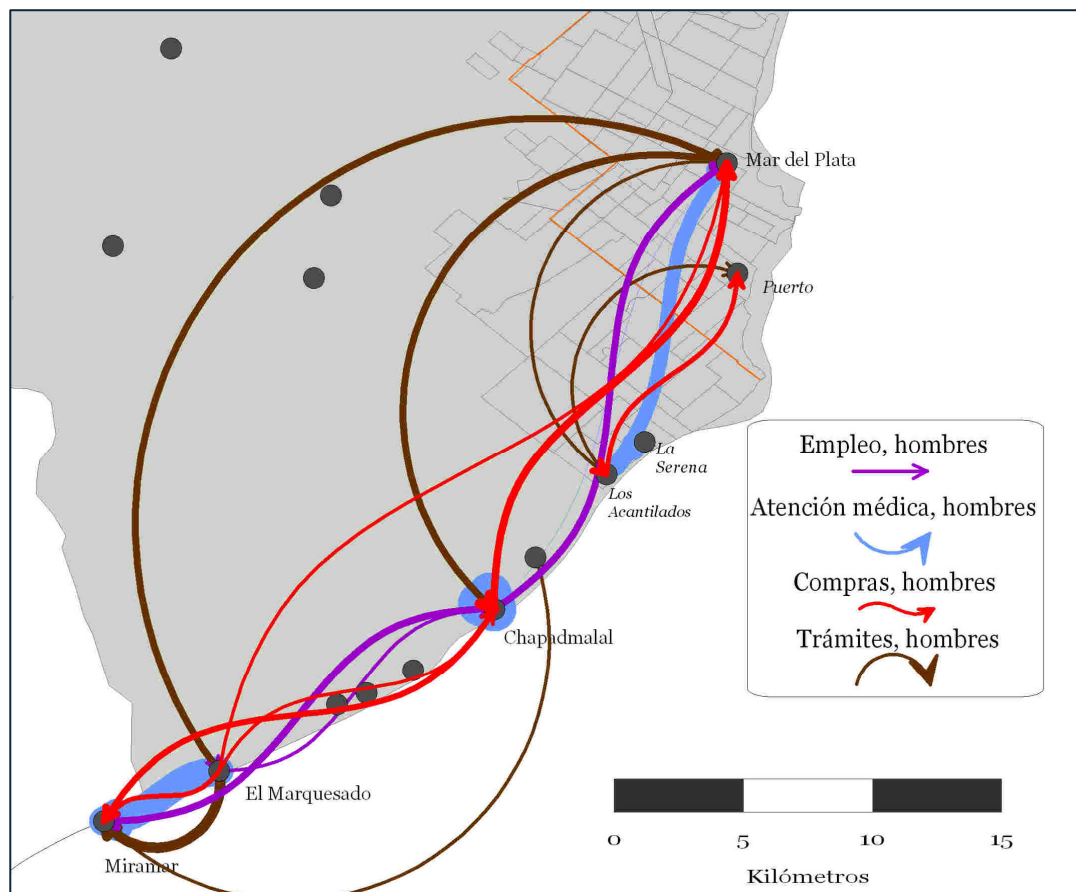 Mar del Plata
Puerto
La
Serena
Los
Acantilados
Chapadmalal
El Marquesado
Miramar
Empleo, hombres
Atención médica, hombres
Compras, hombres
Trámites, hombres
0 5 10 15
Kilómetros